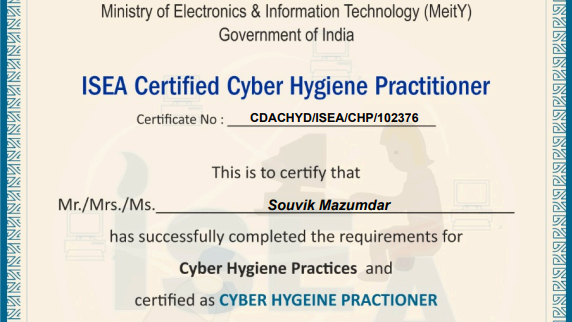 Ministry of Electronics & Information Technology (MeitY)
Government of India
ISEA Certified Cyber Hygiene Practitioner
Certificate No : CDACHYD/ISEA/CHP/102376
This is to certify that
Mr./Mrs./Ms. Souvik Mazumdar
has successfully completed the requirements for
Cyber Hygiene Practices and
certified as CYBER HYGEINE PRACTIONER